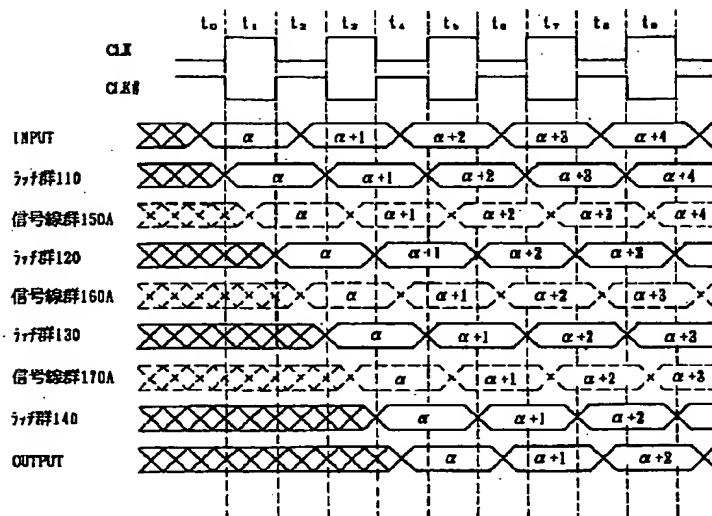 t₀ t₁ t₂ t₃ t₄ t₅ t₆ t₇ t₈ t₉
CLK
CLK#
INPUT α α+1 α+2 α+3 α+4
ラッチ群110 α α+1 α+2 α+3 α+4
信号線群150A α α+1 α+2 α+3 α+4
ラッチ群120 α α+1 α+2 α+3
信号線群160A α α+1 α+2 α+3
ラッチ群130 α α+1 α+2 α+3
信号線群170A α α+1 α+2 α+3
ラッチ群140 α α+1 α+2
OUTPUT α α+1 α+2